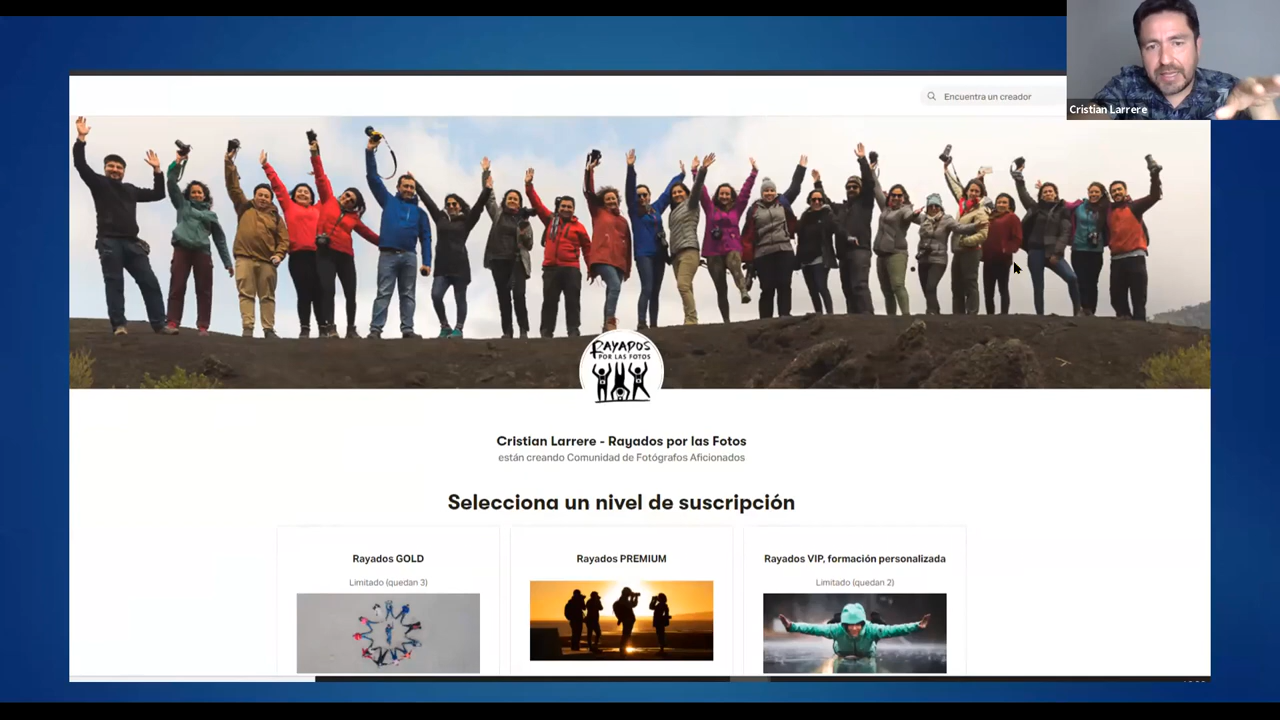 Encuentra un creador
Cristian Larrere
RAYADOS
POR LAS FOTOS
Cristian Larrere - Rayados por las Fotos
están creando Comunidad de Fotógrafos Aficionados
Selecciona un nivel de suscripción
Rayados GOLD
Limitado (quedan 3)
Rayados PREMIUM
Rayados VIP, formación personalizada
Limitado (quedan 2)